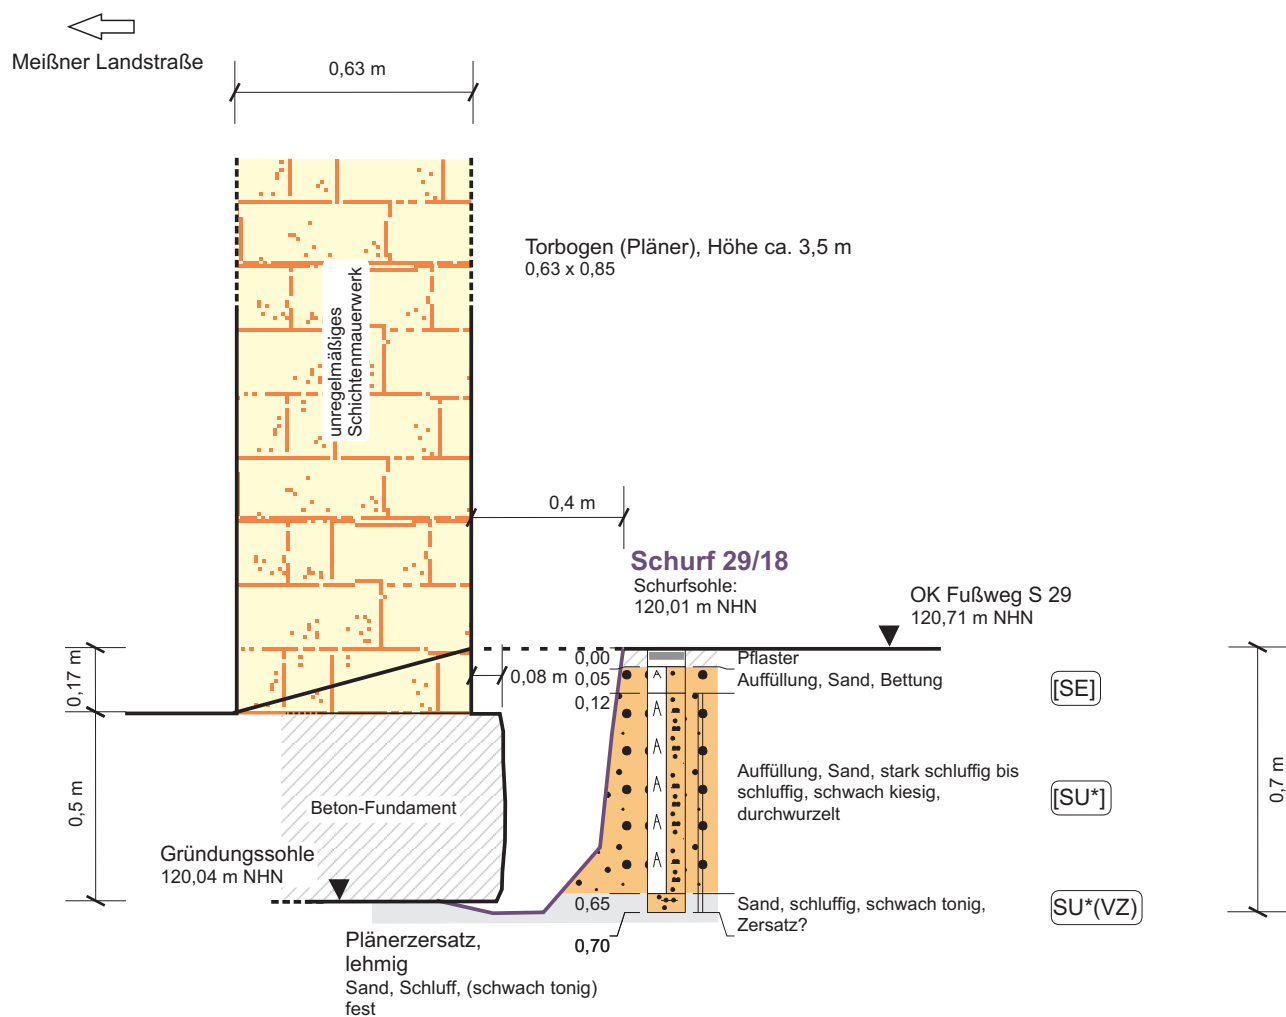 Meißner Landstraße
0,63 m
Torbogen (Pläner), Höhe ca. 3,5 m
0,63 x 0,85
unregelmäßiges
Schichtenmauerwerk
0,4 m
Schurf 29/18
Schurfsohle:
120,01 m NHN
OK Fußweg S 29
120,71 m NHN
0,17 m
0,08 m
0,00
Pflaster
0,05
Auffüllung, Sand, Bettung
[SE]
0,12
0,5 m
Beton-Fundament
Auffüllung, Sand, stark schluffig bis
schluffig, schwach kiesig,
durchwurzelt
[SU*]
0,7 m
Gründungssohle
120,04 m NHN
0,65
Sand, schluffig, schwach tonig,
Zersatz?
SU*(VZ)
0,70
Plänerzersatz,
lehmig
Sand, Schluff, (schwach tonig)
fest